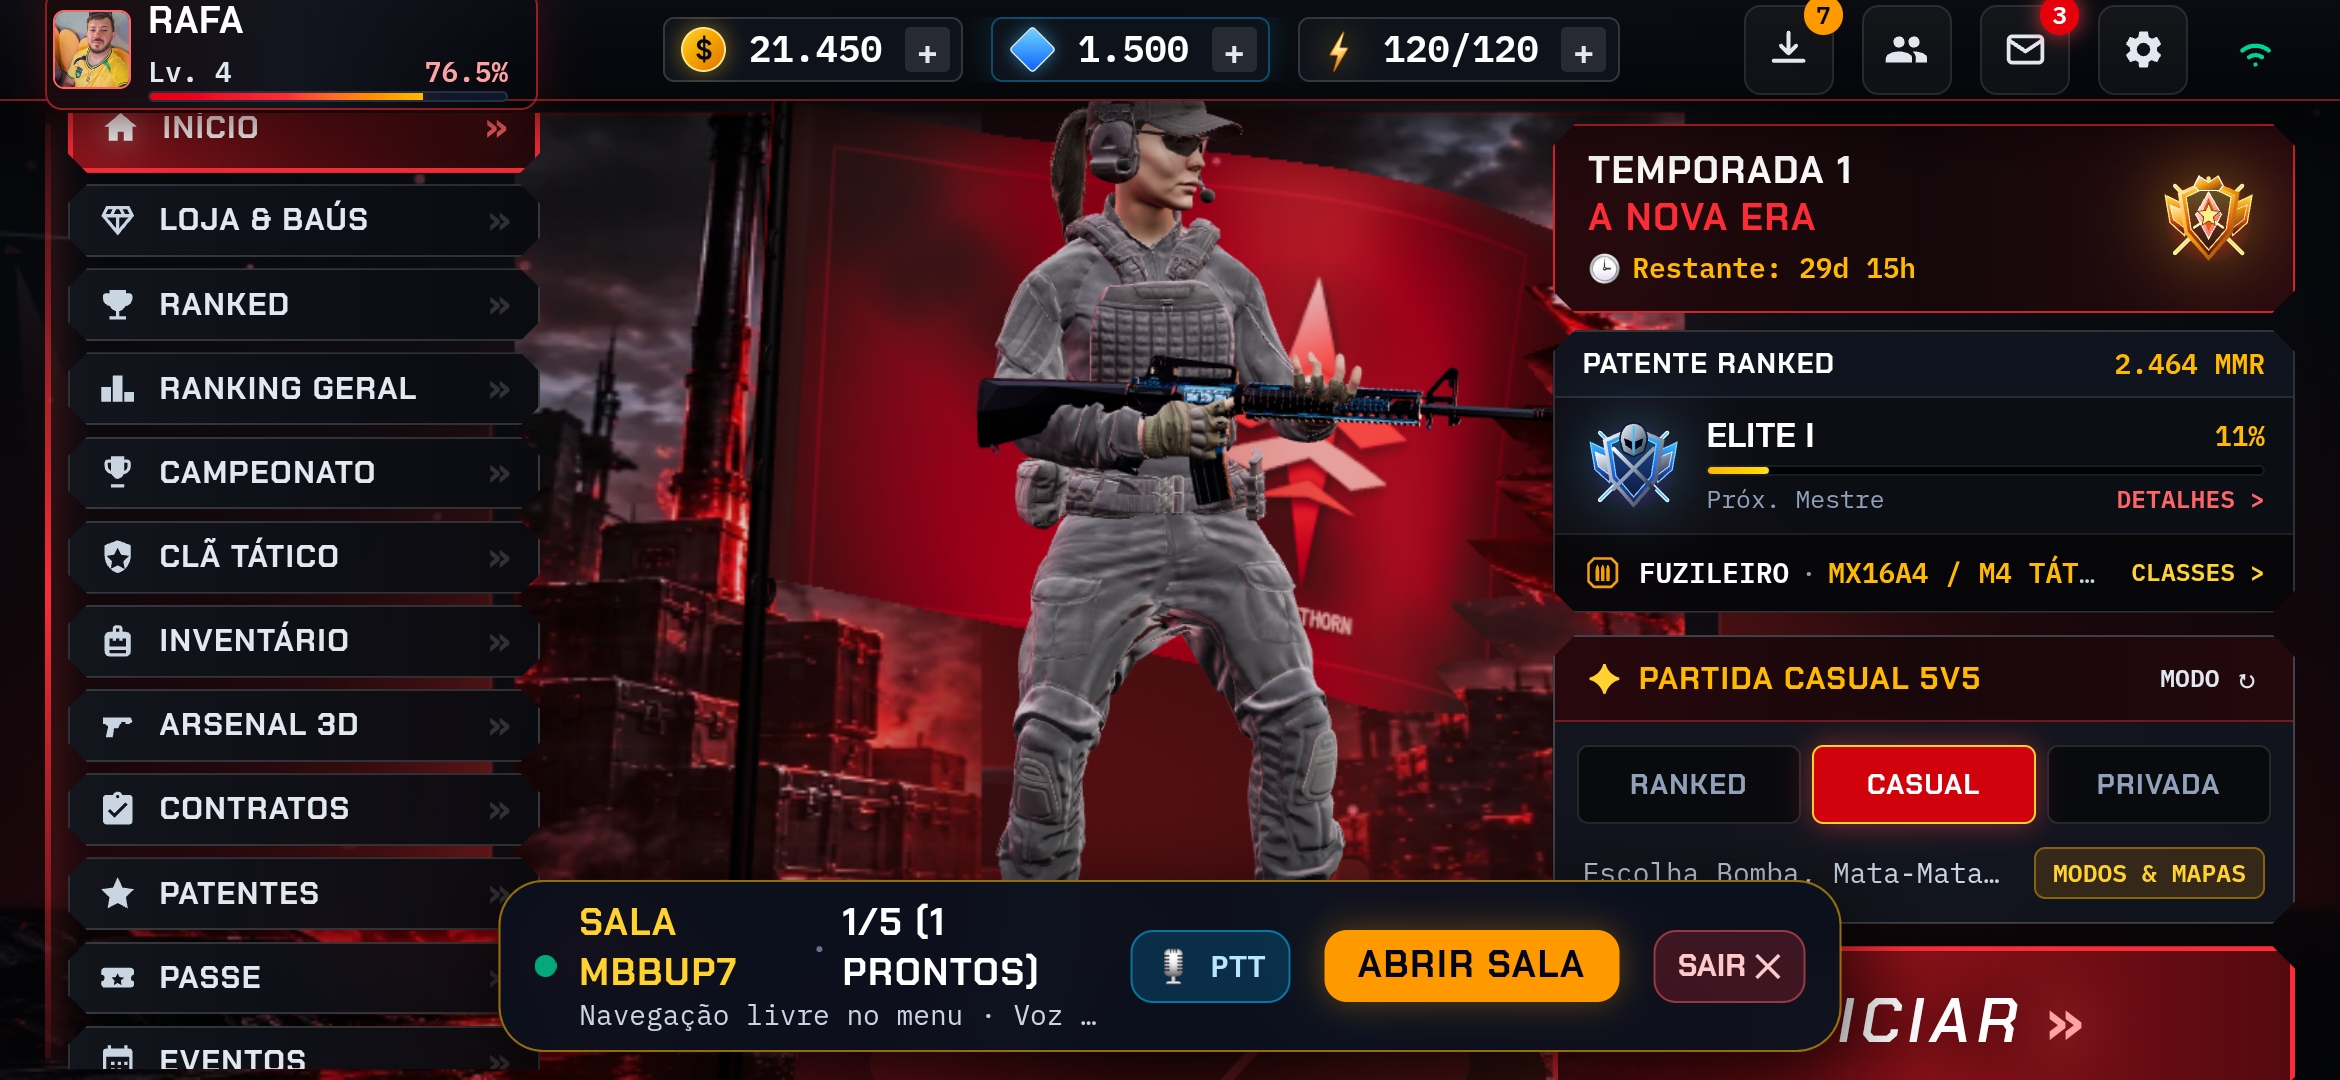 RAFA
Lv. 4
76.5%
21.450 +
1.500 +
120/120 +
7
3
INÍCIO »
LOJA & BAÚS »
RANKED »
RANKING GERAL »
CAMPEONATO »
CLÃ TÁTICO »
INVENTÁRIO »
ARSENAL 3D »
CONTRATOS »
PATENTES »
PASSE
EVENTOS »
THORN
TEMPORADA 1
A NOVA ERA
Restante: 29d 15h
PATENTE RANKED
2.464 MMR
ELITE I
11%
Próx. Mestre
DETALHES >
FUZILEIRO · MX16A4 / M4 TÁT…
CLASSES >
PARTIDA CASUAL 5V5
MODO ↻
RANKED
CASUAL
PRIVADA
Escolha Bomba, Mata-Mata…
MODOS & MAPAS
SALA
MBBUP7
·
1/5 (1
PRONTOS)
Navegação livre no menu · Voz …
PTT
ABRIR SALA
SAIR ✕
ICIAR »